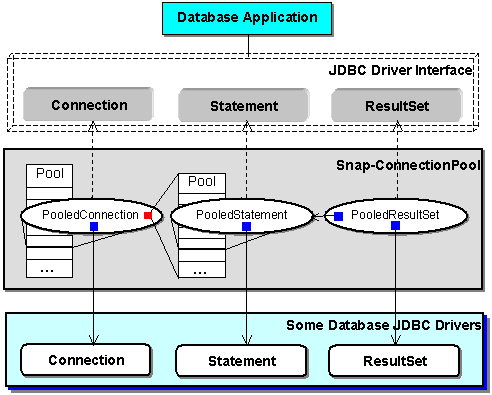 Database Application
JDBC Driver Interface
Connection
Statement
ResultSet
Snap-ConnectionPool
Pool
Pool
PooledConnection
PooledStatement
PooledResultSet
...
...
Some Database JDBC Drivers
Connection
Statement
ResultSet